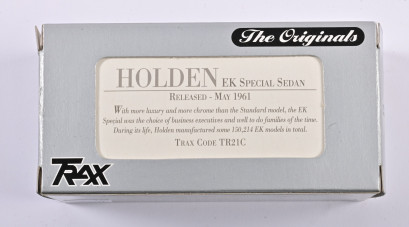 The Originals
HOLDEN EK SPECIAL SEDAN
RELEASED - MAY 1961
With more luxury and more chrome than the Standard model, the EK
Special was the choice of business executives and well to do families of the time.
During its life, Holden manufactured some 150,214 EK models in total.
TRAX CODE TR21C
TRAX